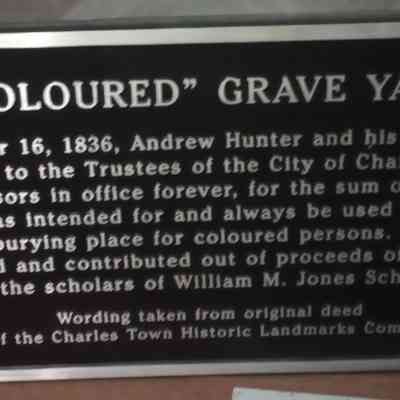 OLOURED” GRAVE YA
r 16, 1836, Andrew Hunter and his
to the Trustees of the City of Cha
sors in office forever, for the sum o
as intended for and always be used
burying place for coloured persons.
d and contributed out of proceeds of
the scholars of William M. Jones Sch
Wording taken from original deed
f the Charles Town Historic Landmarks Com